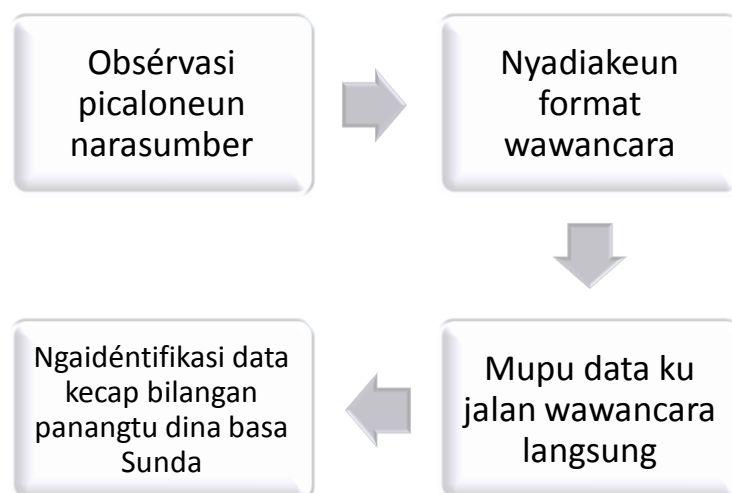 Obsérvasi
picaloneun
narasumber
Nyadiakeun
format
wawancara
Mupu data ku
jalan wawancara
langsung
Ngaidéntifikasi data
kecap bilangan
panangtu dina basa
Sunda